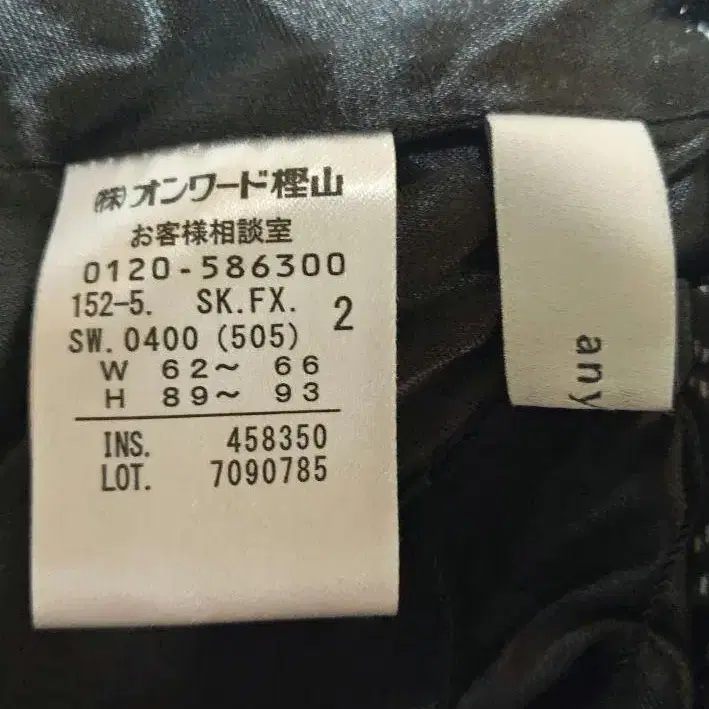 ㈱オンワード樫山
お客様相談室
0120-586300
152-5. SK.FX. 2
SW.0400 (505)
W 62～ 66
H 89～ 93
INS. 458350
LOT. 7090785
any